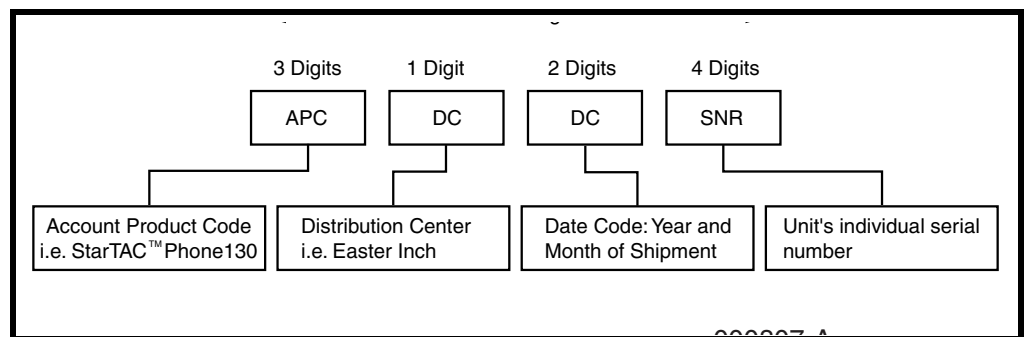 3 Digits 1 Digit 2 Digits 4 Digits
APC DC DC SNR
Account Product Code
i.e. StarTAC™Phone130
Distribution Center
i.e. Easter Inch
Date Code: Year and
Month of Shipment
Unit's individual serial
number